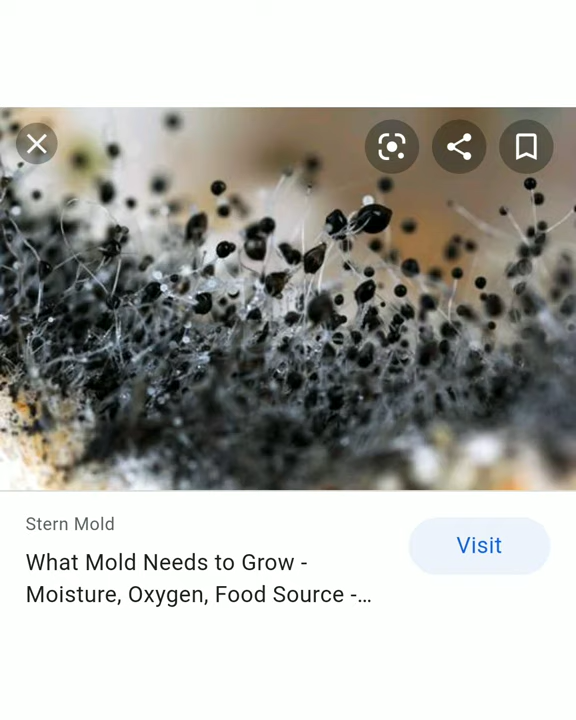 Stern Mold
What Mold Needs to Grow -
Moisture, Oxygen, Food Source -...
Visit